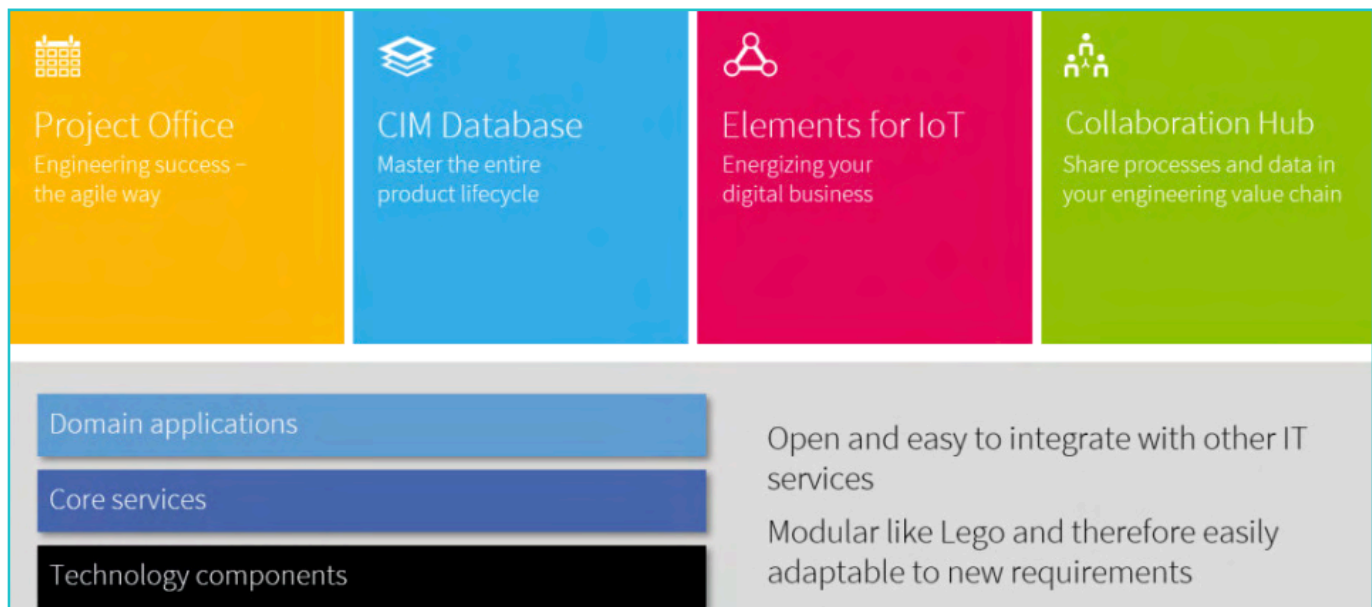 Project Office
Engineering success –
the agile way
CIM Database
Master the entire
product lifecycle
Elements for IoT
Energizing your
digital business
Collaboration Hub
Share processes and data in
your engineering value chain
Domain applications
Core services
Technology components
Open and easy to integrate with other IT
services
Modular like Lego and therefore easily
adaptable to new requirements